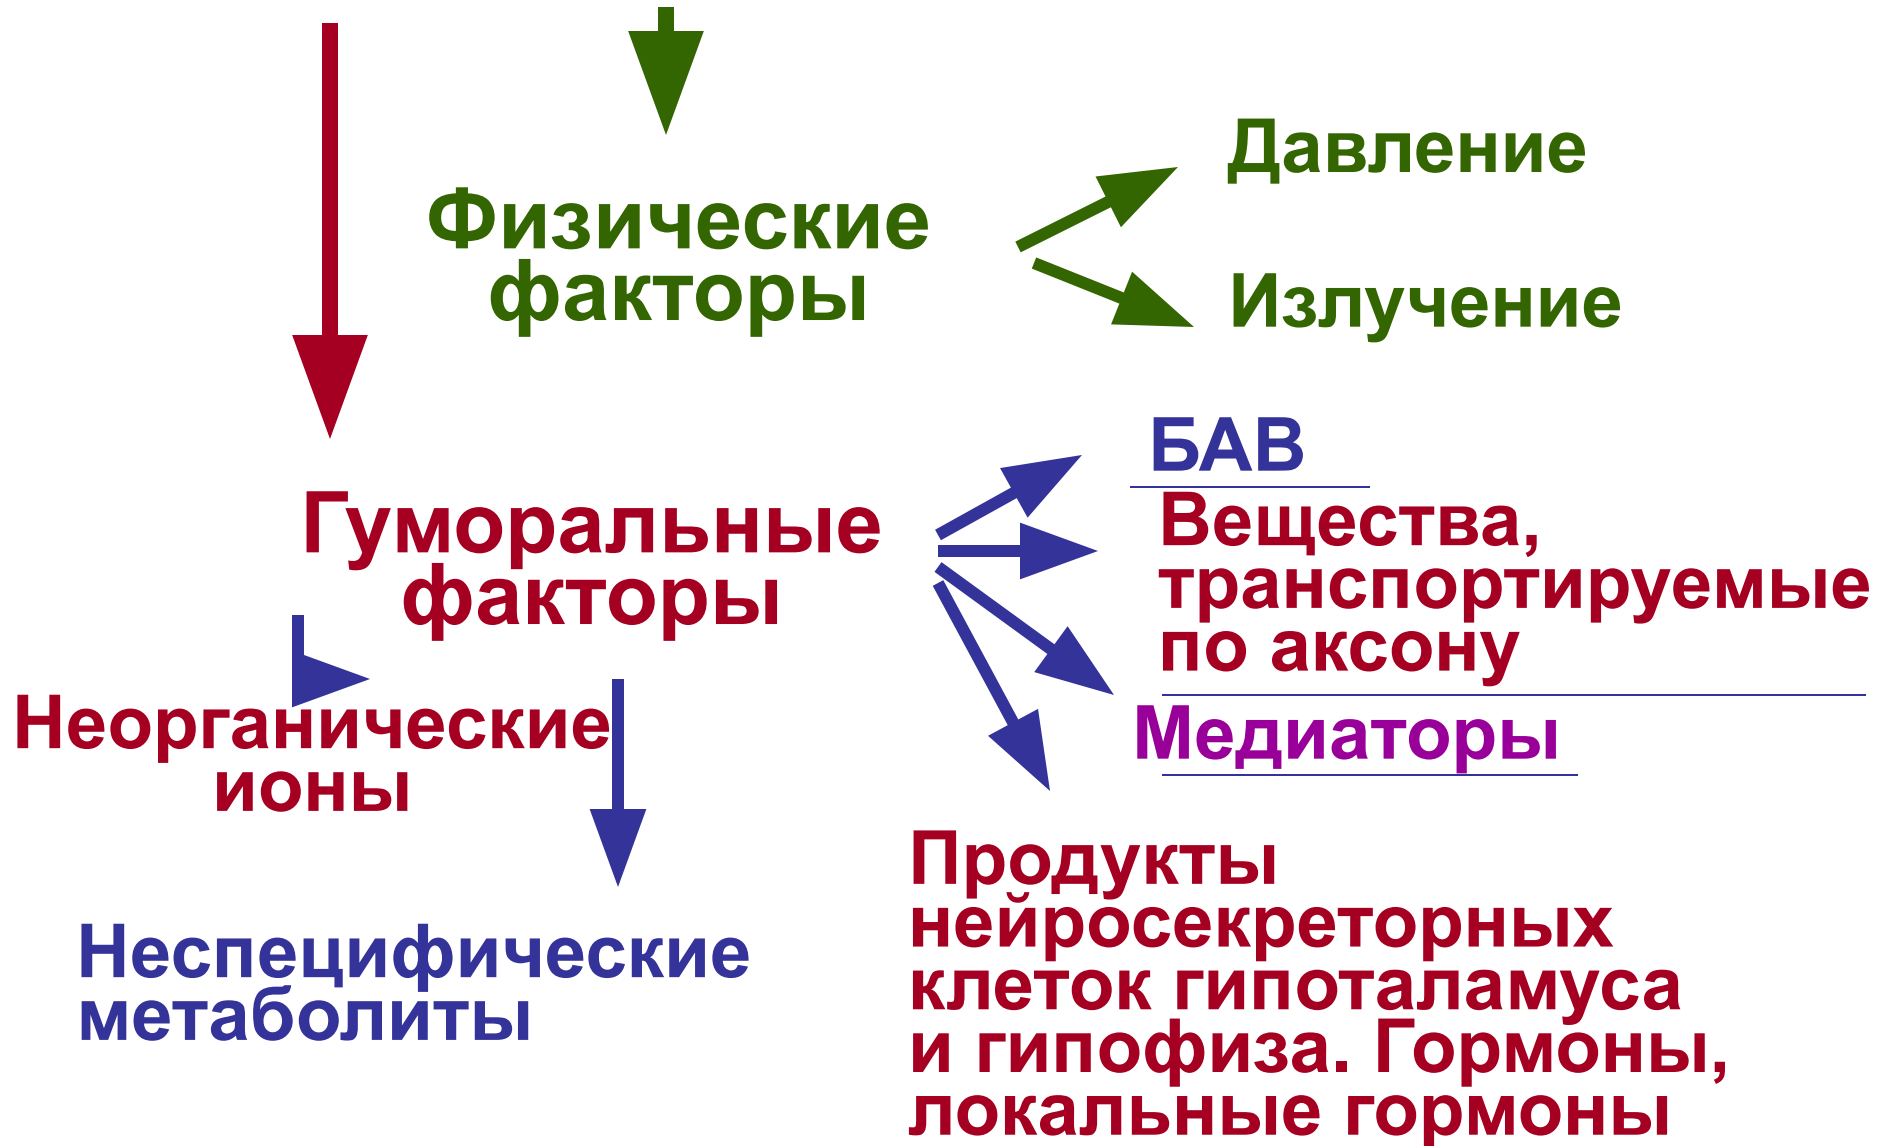 Давление
Физические
факторы
Излучение
БАВ
Гуморальные
факторы
Вещества,
транспортируемые
по аксону
Неорганические
ионы
Медиаторы
Неспецифические
метаболиты
Продукты
нейросекреторных
клеток гипоталамуса
и гипофиза. Гормоны,
локальные гормоны